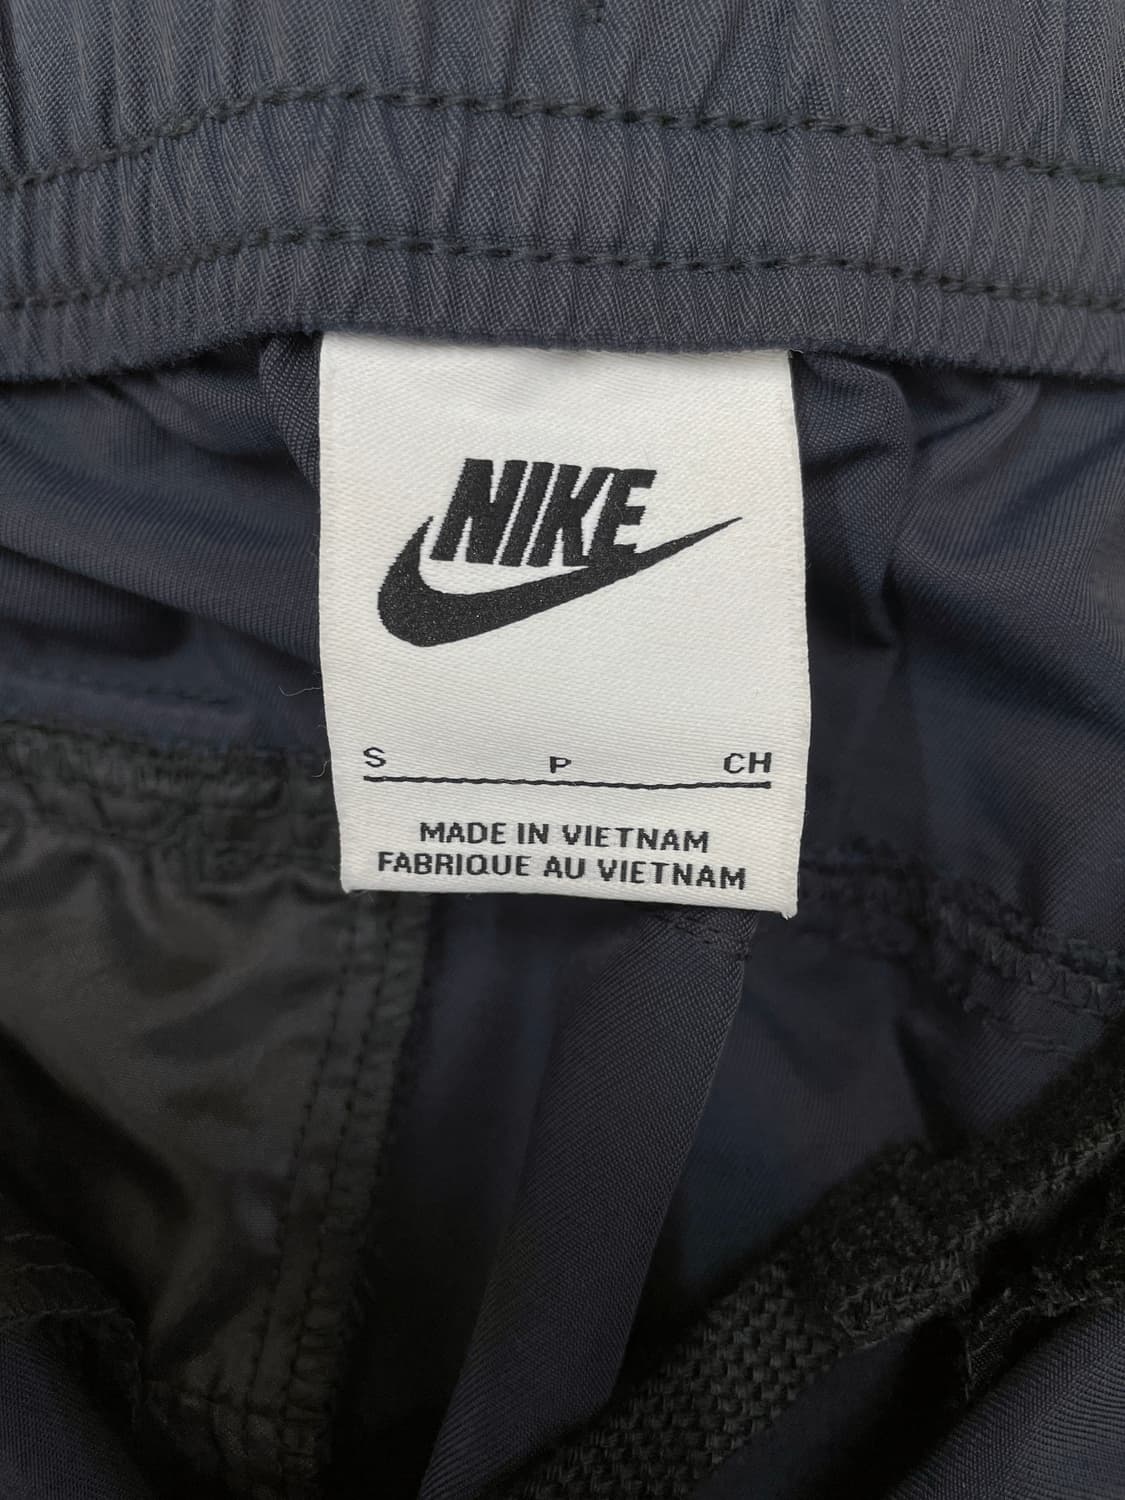 NIKE
S P CH
MADE IN VIETNAM
FABRIQUE AU VIETNAM